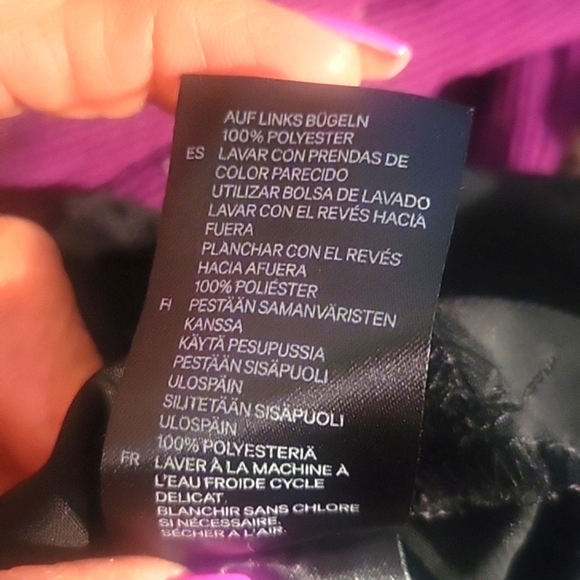 AUF LINKS BÜGELN
100% POLYESTER
ES LAVAR CON PRENDAS DE
COLOR PARECIDO
UTILIZAR BOLSA DE LAVADO
LAVAR CON EL REVÉS HACIA
FUERA
PLANCHAR CON EL REVÉS
HACIA AFUERA
100% POLIÉSTER
FI PESTÄÄN SAMANVÄRISTEN
KANSSA
KÄYTÄ PESUPUSSIA
PESTÄÄN SISÄPUOLI
ULOSPÄIN
SILITETÄÄN SISÄPUOLI
ULOSPÄIN
100% POLYESTERIÄ
FR LAVER À LA MACHINE À
L'EAU FROIDE CYCLE
DELICAT.
BLANCHIR SANS CHLORE
SI NÉCESSAIRE.
SÉCHER A L'AIR.